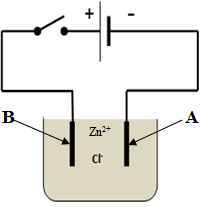 + −
B A
Zn²⁺
Cl⁻